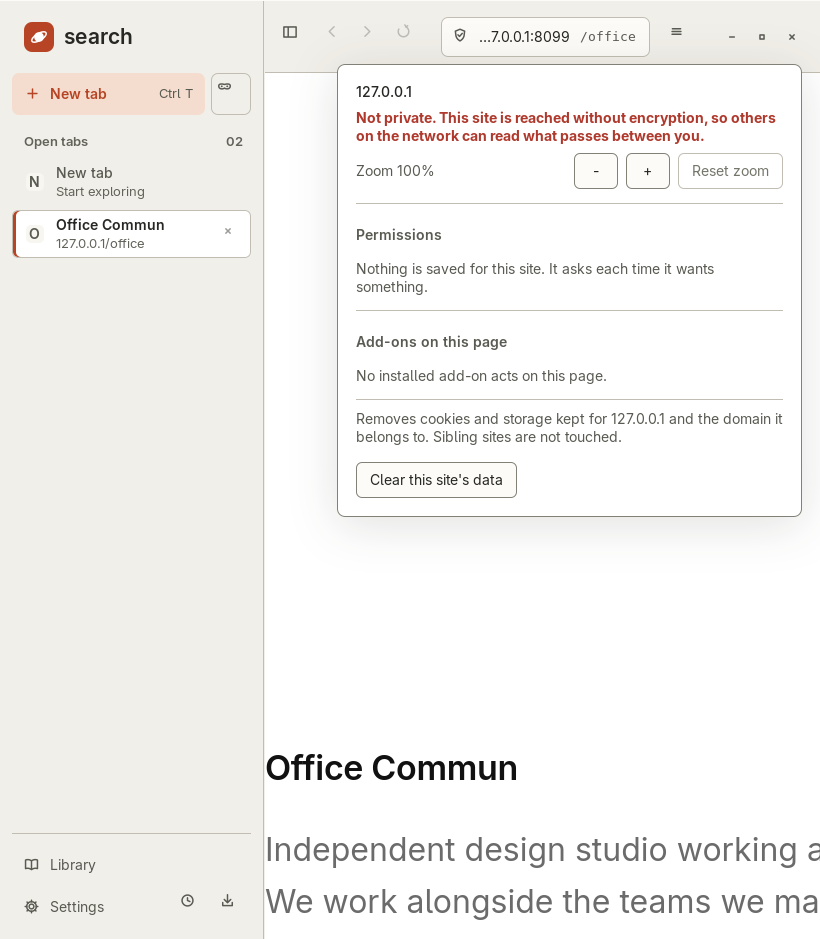 search
New tab
Ctrl T
Open tabs
02
N
New tab
Start exploring
O
Office Commun
127.0.0.1/office
...7.0.0.1:8099 /office
127.0.0.1
Not private. This site is reached without encryption, so others
on the network can read what passes between you.
Zoom 100%
-
+
Reset zoom
Permissions
Nothing is saved for this site. It asks each time it wants
something.
Add-ons on this page
No installed add-on acts on this page.
Removes cookies and storage kept for 127.0.0.1 and the domain it
belongs to. Sibling sites are not touched.
Clear this site's data
Office Commun
Independent design studio working a
We work alongside the teams we ma
Library
Settings